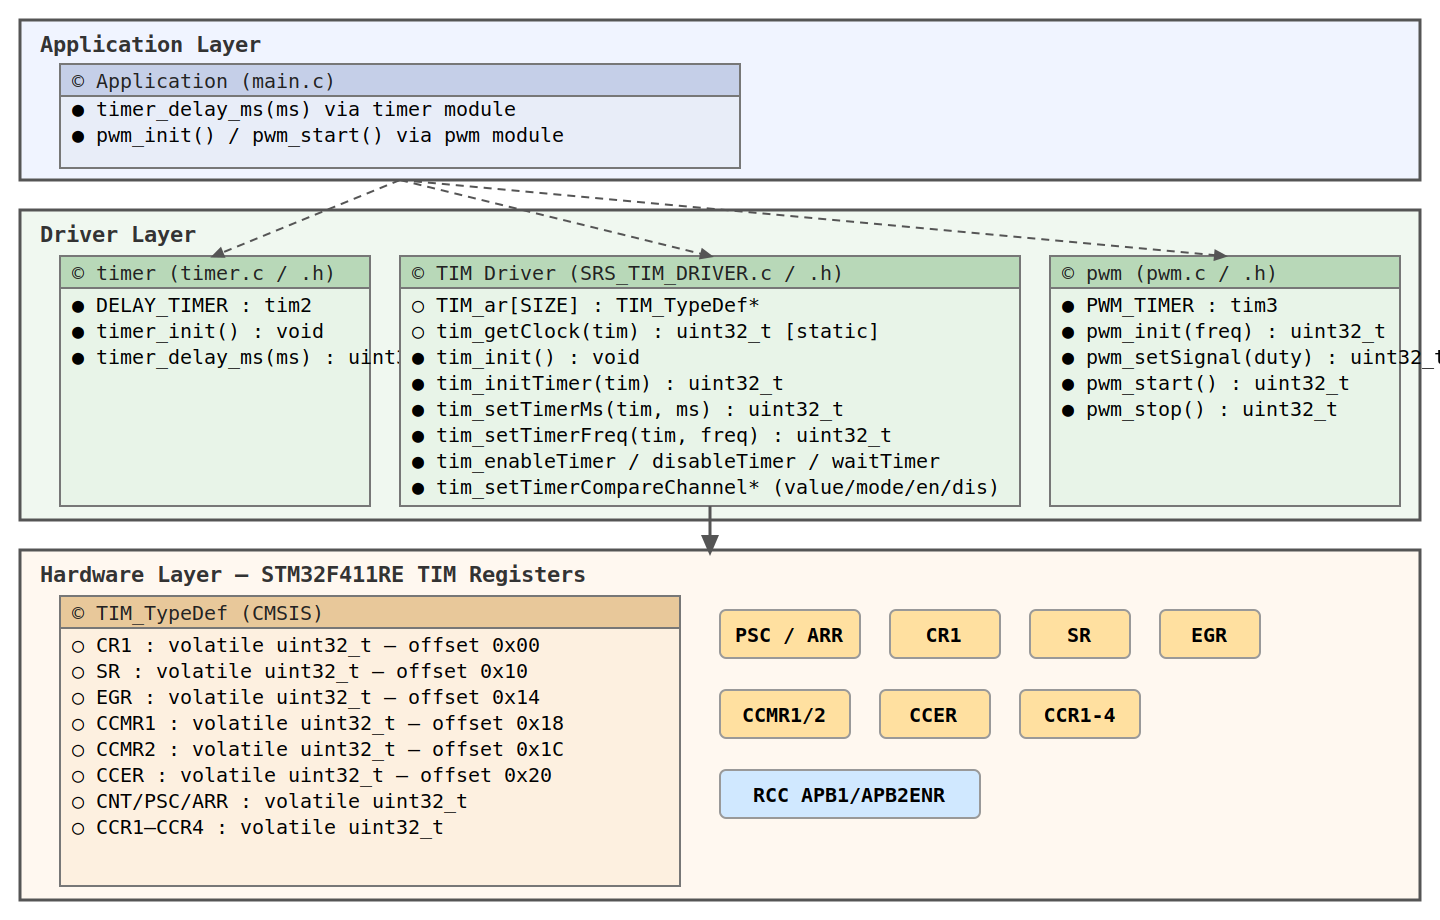 Application Layer
© Application (main.c)
● timer_delay_ms(ms) via timer module
● pwm_init() / pwm_start() via pwm module
Driver Layer
© timer (timer.c / .h)
● DELAY_TIMER : tim2
● timer_init() : void
● timer_delay_ms(ms) :
© TIM Driver (SRS_TIM_DRIVER.c / .h)
○ TIM_ar[SIZE] : TIM_TypeDef*
○ tim_getClock(tim) : uint32_t [static]
● tim_init() : void
● tim_initTimer(tim) : uint32_t
● tim_setTimerMs(tim, ms) : uint32_t
● tim_setTimerFreq(tim, freq) : uint32_t
● tim_enableTimer / disableTimer / waitTimer
● tim_setTimerCompareChannel* (value/mode/en/dis)
© pwm (pwm.c / .h)
● PWM_TIMER : tim3
● pwm_init(freq) : uint32_t
● pwm_setSignal(duty) : uint32_t
● pwm_start() : uint32_t
● pwm_stop() : uint32_t
Hardware Layer — STM32F411RE TIM Registers
© TIM_TypeDef (CMSIS)
○ CR1 : volatile uint32_t — offset 0x00
○ SR : volatile uint32_t — offset 0x10
○ EGR : volatile uint32_t — offset 0x14
○ CCMR1 : volatile uint32_t — offset 0x18
○ CCMR2 : volatile uint32_t — offset 0x1C
○ CCER : volatile uint32_t — offset 0x20
○ CNT/PSC/ARR : volatile uint32_t
○ CCR1–CCR4 : volatile uint32_t
PSC / ARR
CR1
SR
EGR
CCMR1/2
CCER
CCR1-4
RCC APB1/APB2ENR